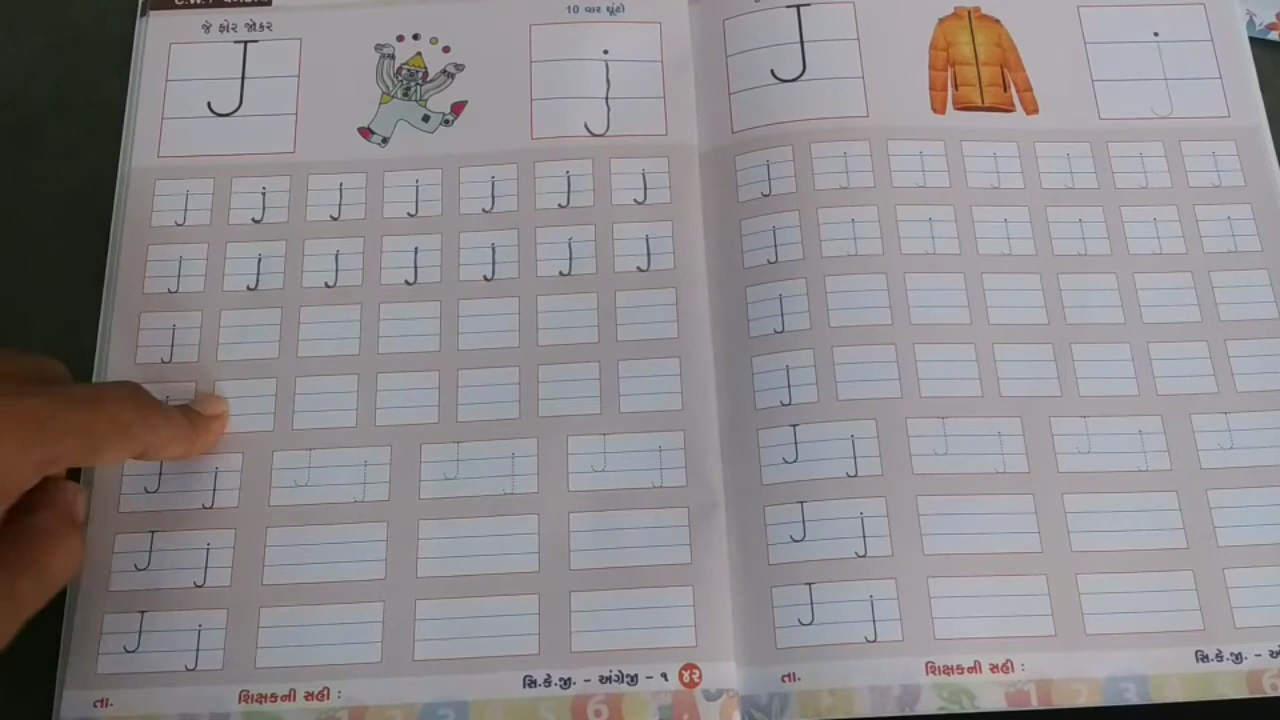 જે ફોર જોકર
10 વાર ઘૂંટો
J j
J j
j j j j j j j
j j j j j j j
j j j j j j j
j j j j j j j
j
j
j
j
J j J j J j J j
J j J j J j J
J j
J j
J j
J j
તા. શિક્ષકની સહી :
સિ.કે.જી. - અંગ્રેજી - ૧ ૪૨
તા. શિક્ષકની સહી :
સિ.કે.જી. -